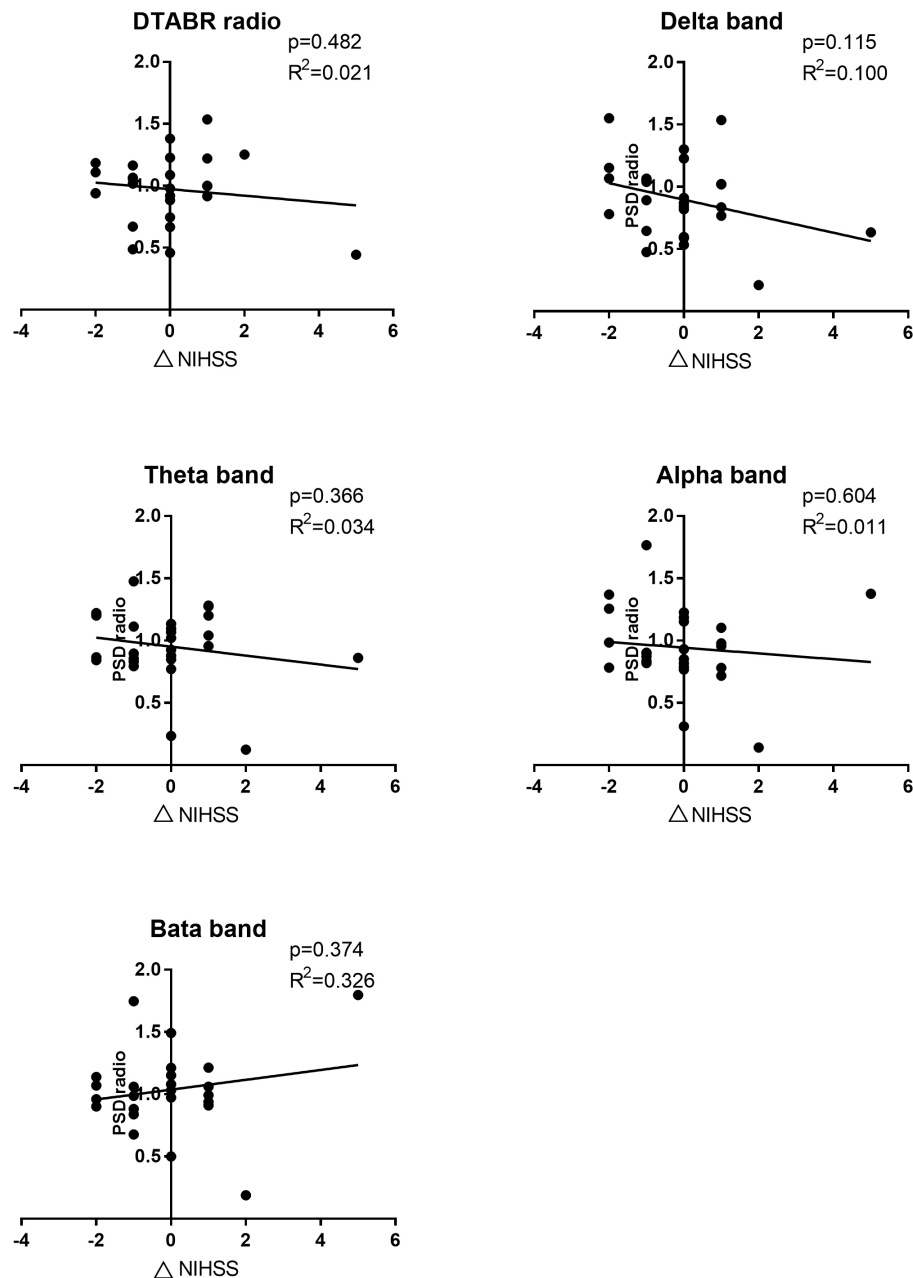 DTABR radio
p=0.482
R²=0.021
2.0
1.5
1.0
0.5
-4 -2 0 2 4 6
△ NIHSS
Delta band
p=0.115
R²=0.100
2.0
1.5
1.0
0.5
PSD radio
-4 -2 0 2 4 6
△ NIHSS
Theta band
p=0.366
R²=0.034
2.0
1.5
1.0
0.5
PSD radio
-4 -2 0 2 4 6
△ NIHSS
Alpha band
p=0.604
R²=0.011
2.0
1.5
1.0
0.5
PSD radio
-4 -2 0 2 4 6
△ NIHSS
Bata band
p=0.374
R²=0.326
2.0
1.5
1.0
0.5
PSD radio
-4 -2 0 2 4 6
△ NIHSS